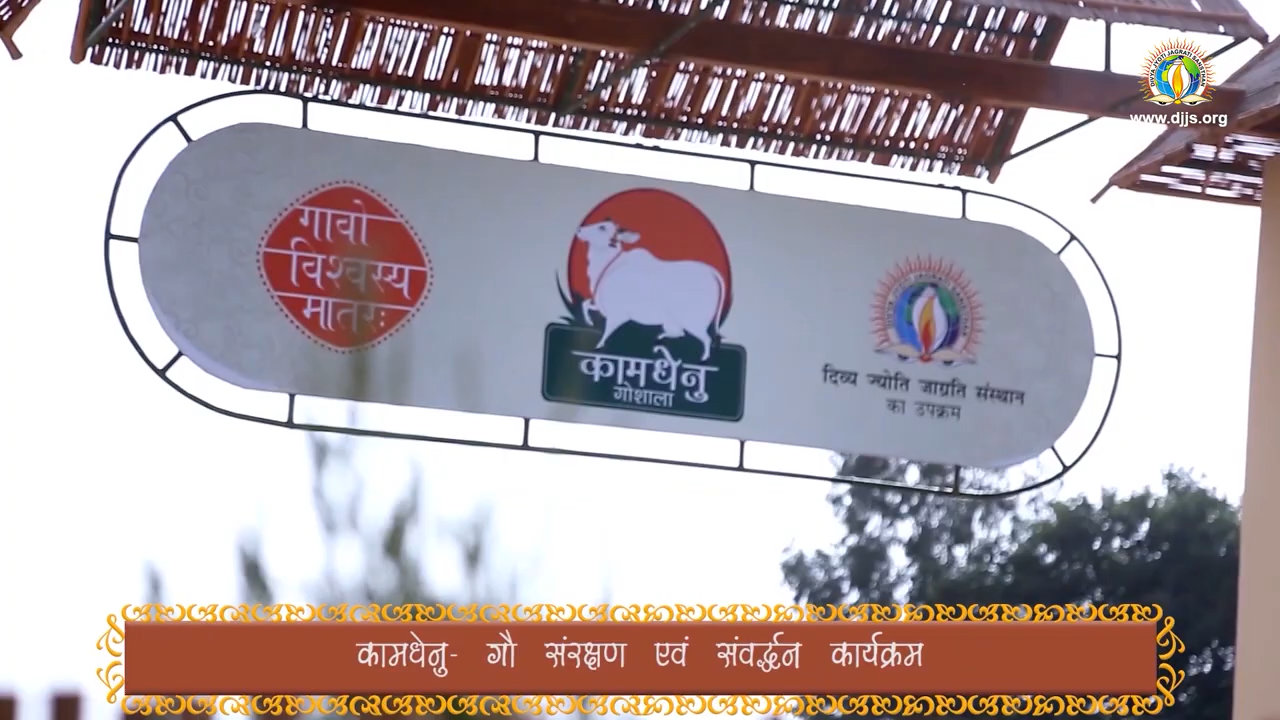 www.djjs.org
गावो
विश्वस्य
मातरः
कामधेनु
गोशाला
दिव्य ज्योति जाग्रति संस्थान
का उपक्रम
कामधेनु- गौ संरक्षण एवं संवर्द्धन कार्यक्रम